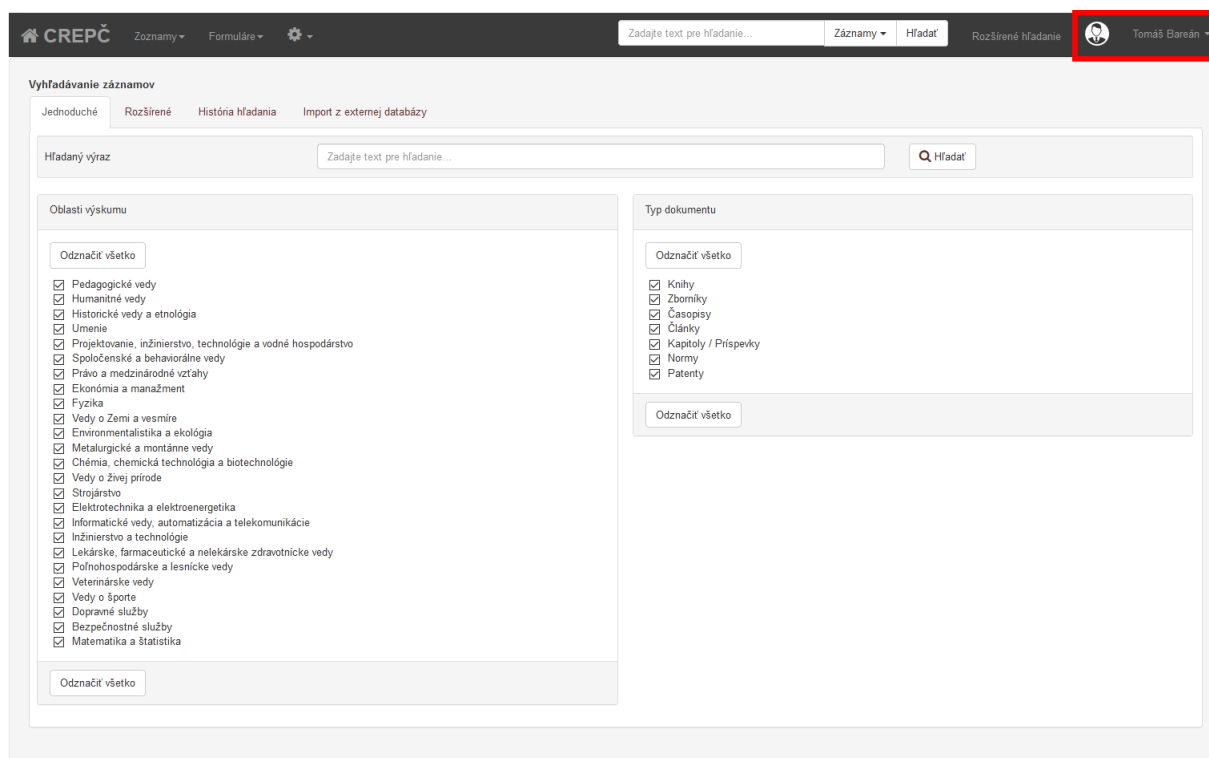 CREPČ Zoznamy Formuláre Zadajte text pre hľadanie... Záznamy Hľadať Rozšírené hľadanie Tomáš Bareán
Vyhľadávanie záznamov
Jednoduché Rozšírené História hľadania Import z externej databázy
Hľadaný výraz Zadajte text pre hľadanie... Hľadať
Oblasti výskumu
Odznačiť všetko
Pedagogické vedy
Humanitné vedy
Historické vedy a etnológia
Umenie
Projektovanie, inžinierstvo, technológie a vodné hospodárstvo
Spoločenské a behaviorálne vedy
Právo a medzinárodné vzťahy
Ekonómia a manažment
Fyzika
Vedy o Zemi a vesmíre
Environmentalistika a ekológia
Metalurgické a montánne vedy
Chémia, chemická technológia a biotechnológie
Vedy o živej prírode
Strojárstvo
Elektrotechnika a elektroenergetika
Informatické vedy, automatizácia a telekomunikácie
Inžinierstvo a technológie
Lekárske, farmaceutické a nelekárske zdravotnícke vedy
Poľnohospodárske a lesnícke vedy
Veterinárske vedy
Vedy o športe
Dopravné služby
Bezpečnostné služby
Matematika a štatistika
Odznačiť všetko
Typ dokumentu
Odznačiť všetko
Knihy
Zborníky
Časopisy
Články
Kapitoly / Príspevky
Normy
Patenty
Odznačiť všetko